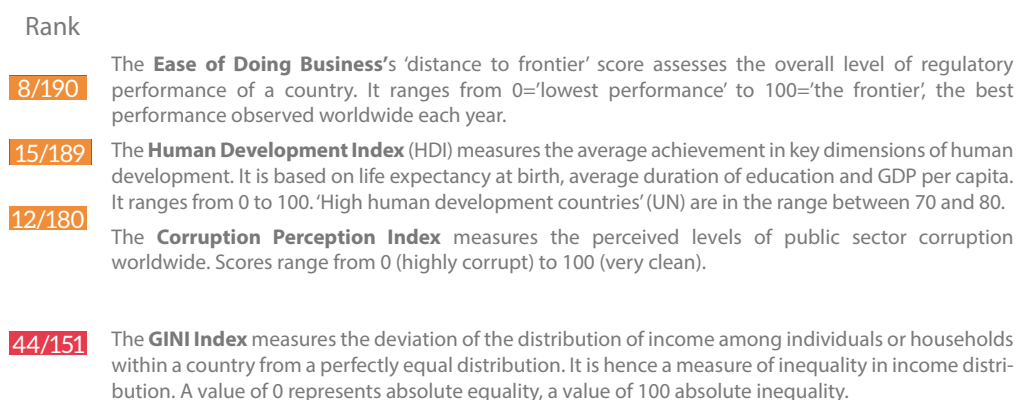 Rank
8/190
The Ease of Doing Business’s ‘distance to frontier’ score assesses the overall level of regulatory
performance of a country. It ranges from 0=‘lowest performance’ to 100=‘the frontier’, the best
performance observed worldwide each year.
15/189
The Human Development Index (HDI) measures the average achievement in key dimensions of human
development. It is based on life expectancy at birth, average duration of education and GDP per capita.
It ranges from 0 to 100. ‘High human development countries’ (UN) are in the range between 70 and 80.
12/180
The Corruption Perception Index measures the perceived levels of public sector corruption
worldwide. Scores range from 0 (highly corrupt) to 100 (very clean).
44/151
The GINI Index measures the deviation of the distribution of income among individuals or households
within a country from a perfectly equal distribution. It is hence a measure of inequality in income distri-
bution. A value of 0 represents absolute equality, a value of 100 absolute inequality.